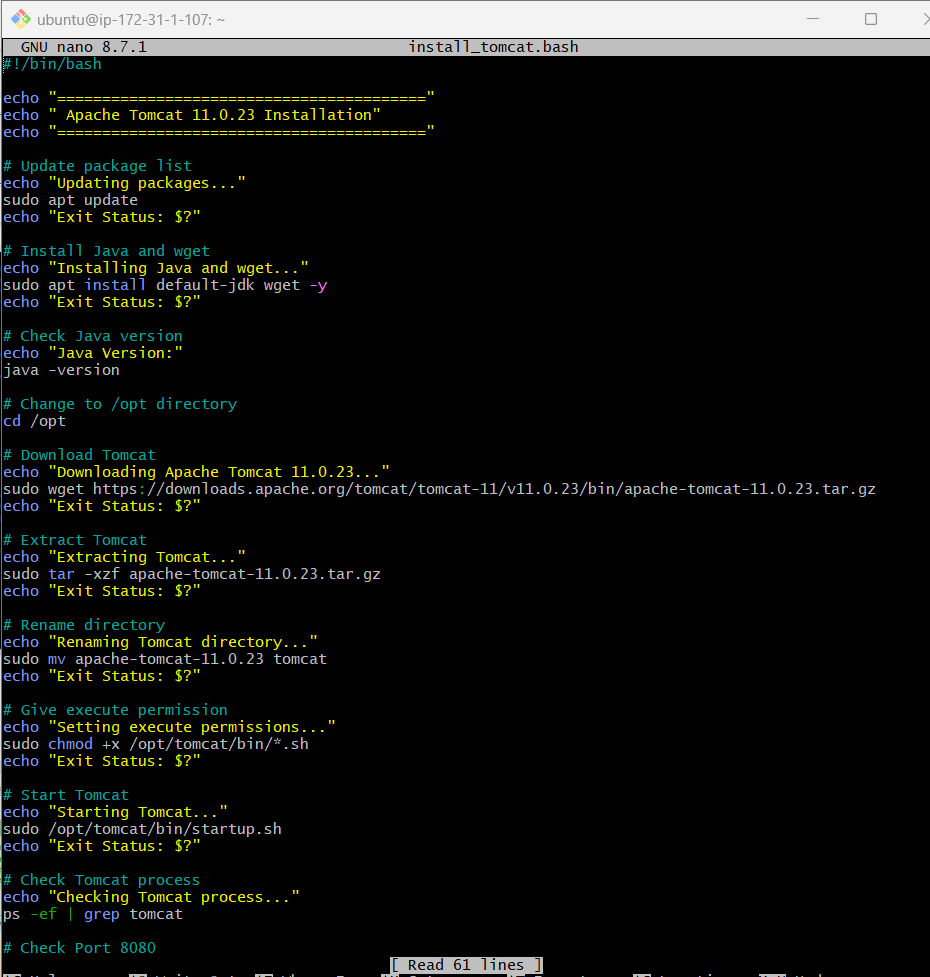 ubuntu@ip-172-31-1-107: ~
GNU nano 8.7.1 install_tomcat.bash
#!/bin/bash
echo "========================================="
echo " Apache Tomcat 11.0.23 Installation"
echo "========================================="
# Update package list
echo "Updating packages..."
sudo apt update
echo "Exit Status: $?"
# Install Java and wget
echo "Installing Java and wget..."
sudo apt install default-jdk wget -y
echo "Exit Status: $?"
# Check Java version
echo "Java Version:"
java -version
# Change to /opt directory
cd /opt
# Download Tomcat
echo "Downloading Apache Tomcat 11.0.23..."
sudo wget https://downloads.apache.org/tomcat/tomcat-11/v11.0.23/bin/apache-tomcat-11.0.23.tar.gz
echo "Exit Status: $?"
# Extract Tomcat
echo "Extracting Tomcat..."
sudo tar -xzf apache-tomcat-11.0.23.tar.gz
echo "Exit Status: $?"
# Rename directory
echo "Renaming Tomcat directory..."
sudo mv apache-tomcat-11.0.23 tomcat
echo "Exit Status: $?"
# Give execute permission
echo "Setting execute permissions..."
sudo chmod +x /opt/tomcat/bin/*.sh
echo "Exit Status: $?"
# Start Tomcat
echo "Starting Tomcat..."
sudo /opt/tomcat/bin/startup.sh
echo "Exit Status: $?"
# Check Tomcat process
echo "Checking Tomcat process..."
ps -ef | grep tomcat
# Check Port 8080
[ Read 61 lines ]